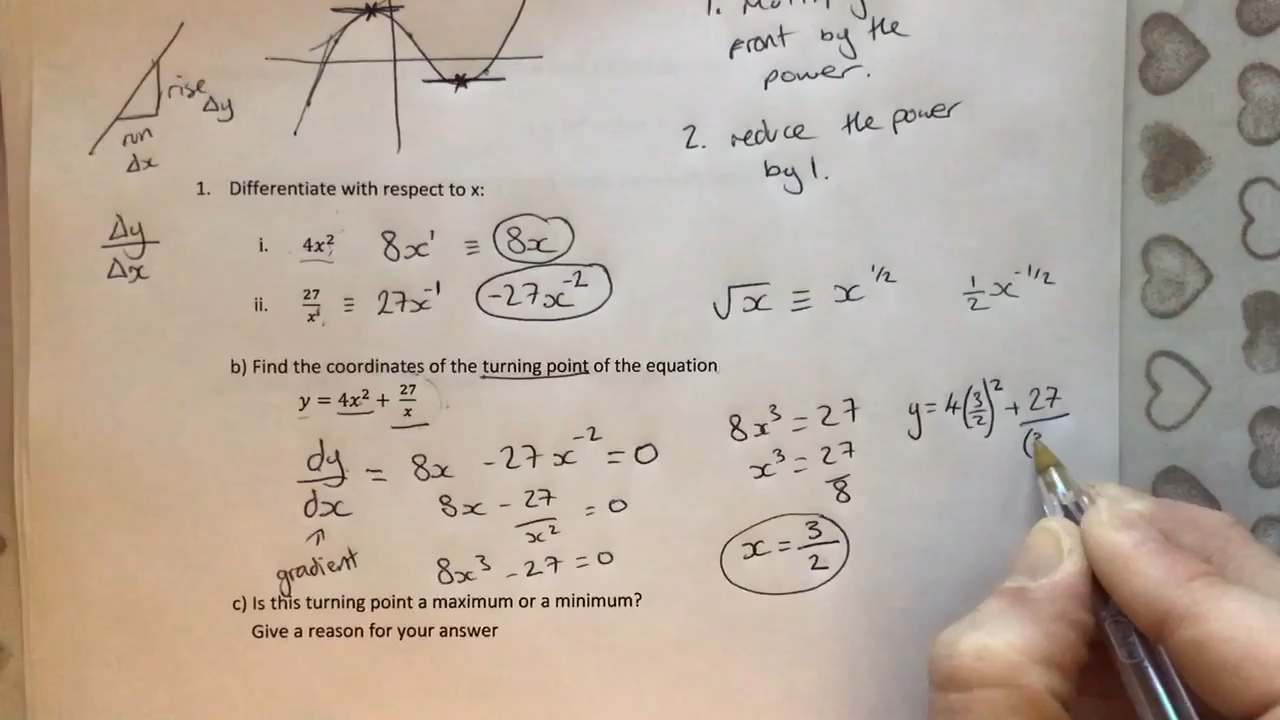 1.
front by the
power.
2. reduce the power
by 1.
rise
Δy
run
Δx
1. Differentiate with respect to x:
Δy
Δx
i. 4x² 8x¹ ≡ 8x
ii. 27/x¹ ≡ 27x⁻¹ -27x⁻² √x ≡ x^1/2 1/2 x^-1/2
b) Find the coordinates of the turning point of the equation
y = 4x² + 27/x
dy/dx = 8x -27x⁻² = 0
8x - 27/x² = 0
gradient
8x³ - 27 = 0
8x³ = 27
x³ = 27/8
x = 3/2
y = 4(3/2)² + 27/(
c) Is this turning point a maximum or a minimum?
Give a reason for your answer